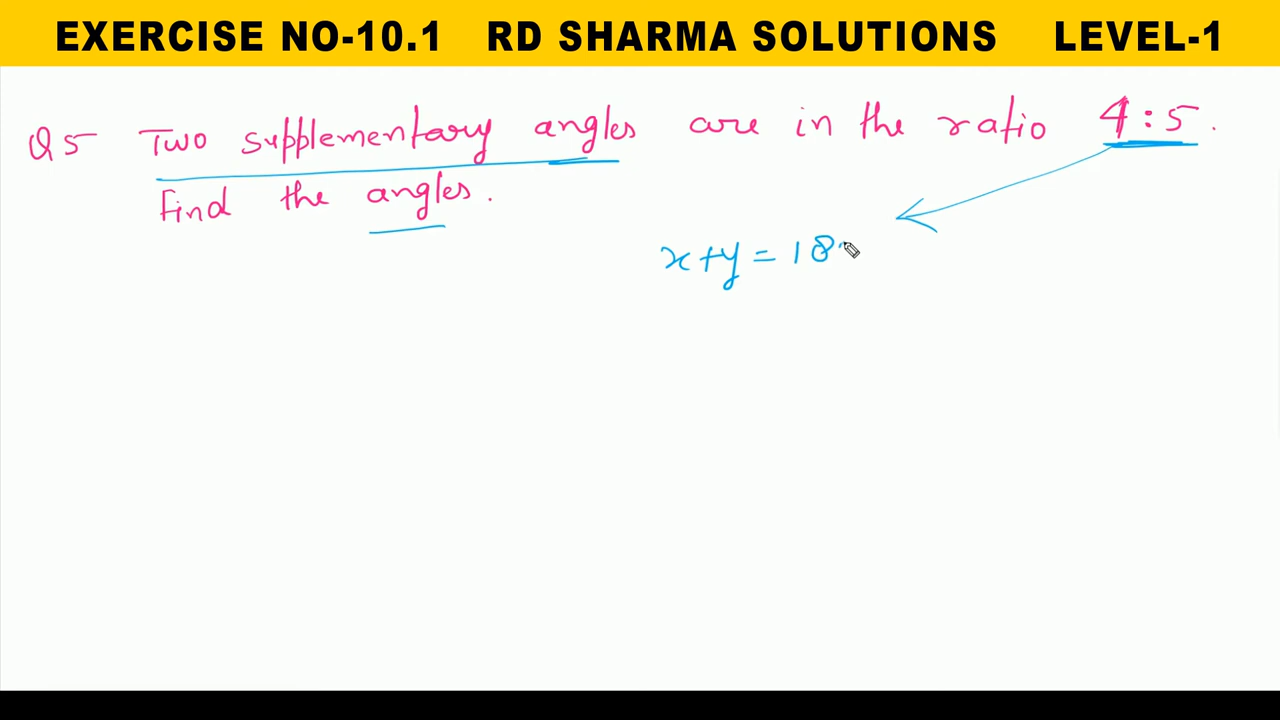 EXERCISE NO-10.1 RD SHARMA SOLUTIONS LEVEL-1
Q5 Two supplementary angles are in the ratio 4:5.
Find the angles.
x+y=18